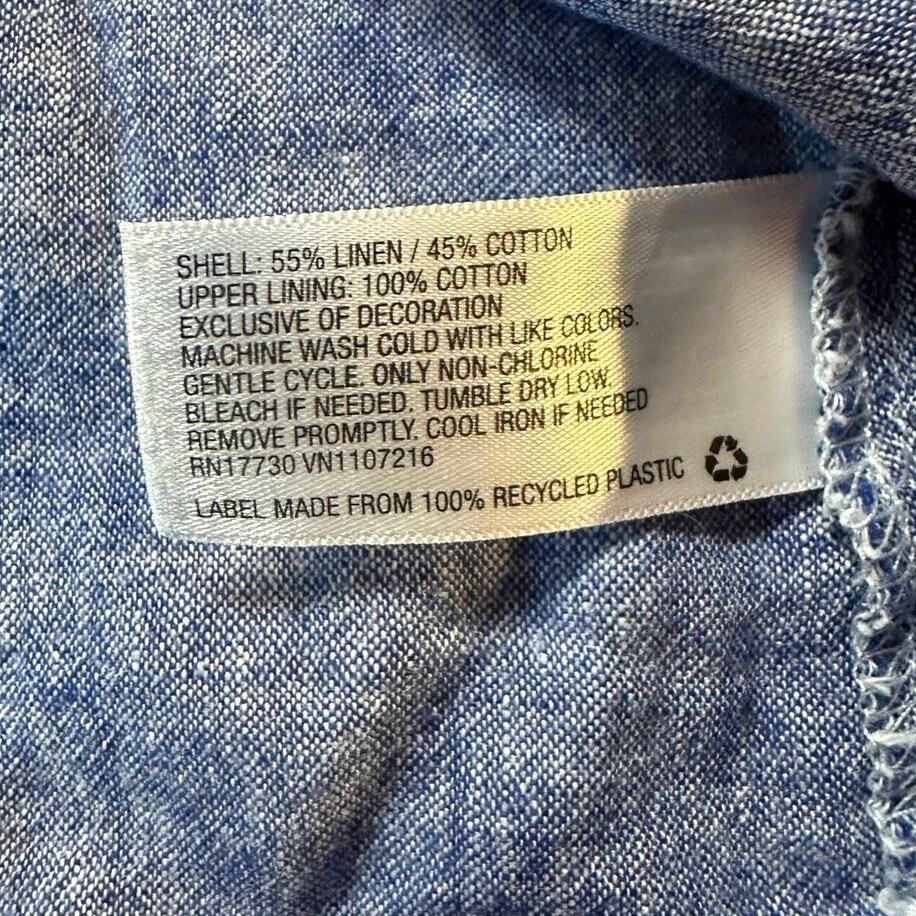 SHELL: 55% LINEN / 45% COTTON
UPPER LINING: 100% COTTON
EXCLUSIVE OF DECORATION
MACHINE WASH COLD WITH LIKE COLORS.
GENTLE CYCLE. ONLY NON-CHLORINE
BLEACH IF NEEDED. TUMBLE DRY LOW.
REMOVE PROMPTLY. COOL IRON IF NEEDED
RN17730 VN1107216
LABEL MADE FROM 100% RECYCLED PLASTIC